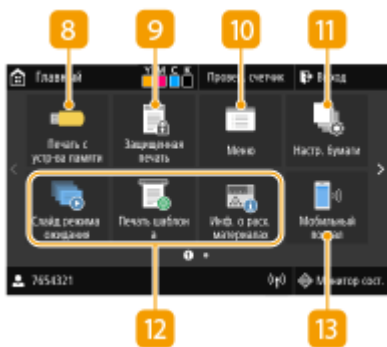 8 9 10 11
Главный Y M C K Провер. счетчик Выход
Печать с
устр-ва памяти
Защищенная
печать
Меню
Настр. бумаги
Слайд режима
ожидания
Печать шаблон
а
Инф. о расх.
материалах
Мобильный
портал
7654321 Монитор сост.
12 13